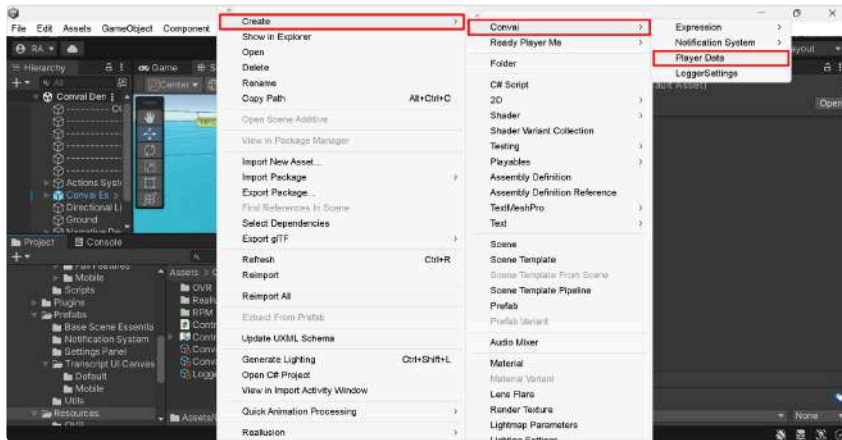 File Edit Assets GameObject Component
RA
Hierarchy
Game
Center
All
Convai Den
Actions Syst
Convai Es
Directional Li
Ground
Project Console
Mobile
Scripts
Plugins
Prefabs
Base Scene Essentia
Notification System
Settings Panel
Transcript UI Canvas
Default
Mobile
Utils
Resources
Assets
OVR
RPM
Create
Show in Explorer
Open
Delete
Rename
Copy Path Alt+Ctrl+C
Open Scene Additive
View in Package Manager
Import New Asset...
Import Package
Export Package...
Find References In Scene
Select Dependencies
Export glTF
Refresh Ctrl+R
Reimport
Reimport All
Extract From Prefab
Update UXML Schema
Generate Lighting Ctrl+Shift+L
Open C# Project
View in Import Activity Window
Quick Animation Processing
Reallusion
Convai
Ready Player Me
Folder
C# Script
2D
Shader
Shader Variant Collection
Testing
Playables
Assembly Definition
Assembly Definition Reference
TextMeshPro
Text
Scene
Scene Template
Scene Template From Scene
Scene Template Pipeline
Prefab
Prefab Variant
Audio Mixer
Material
Material Variant
Lens Flare
Render Texture
Lightmap Parameters
Lighting Settings
Expression
Notification System
Player Data
LoggerSettings
ault Asset)
Open
None